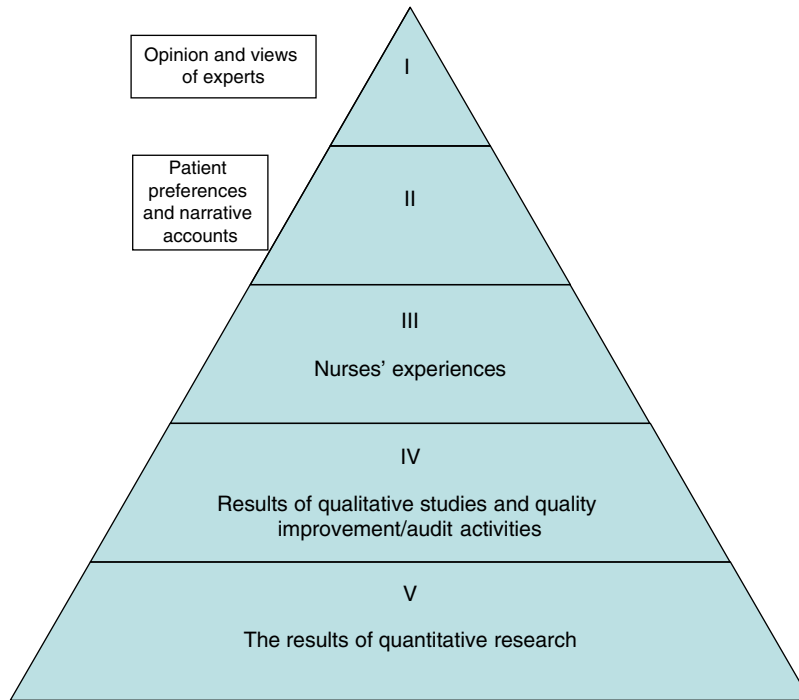 Opinion and views
of experts
I
Patient
preferences
and narrative
accounts
II
III
Nurses’ experiences
IV
Results of qualitative studies and quality
improvement/audit activities
V
The results of quantitative research